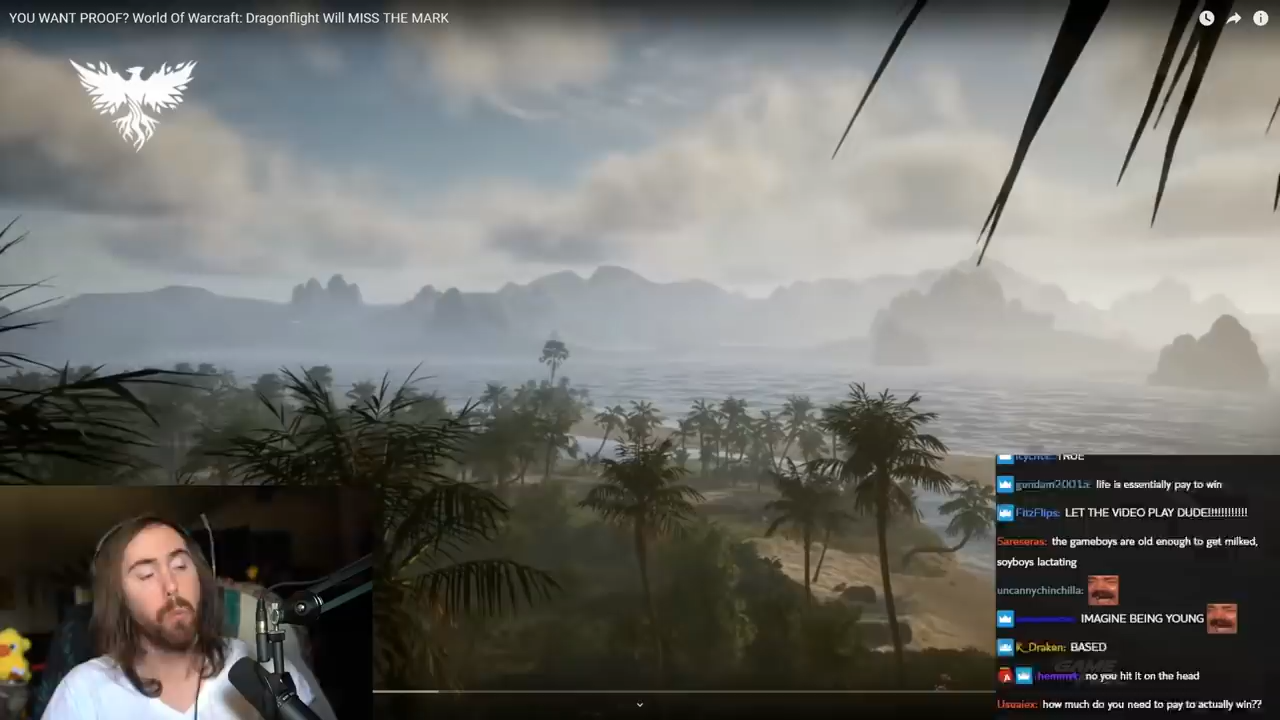 YOU WANT PROOF? World Of Warcraft: Dragonflight Will MISS THE MARK
TRUE
gundam2001a: life is essentially pay to win
FitzFlips: LET THE VIDEO PLAY DUDE!!!!!!!!!!!!
Sareseras: the gameboys are old enough to get milked,
soyboys lactating
uncannychinchilla:
IMAGINE BEING YOUNG
K_Draken: BASED
GAME
no you hit it on the head
how much do you need to pay to actually win??